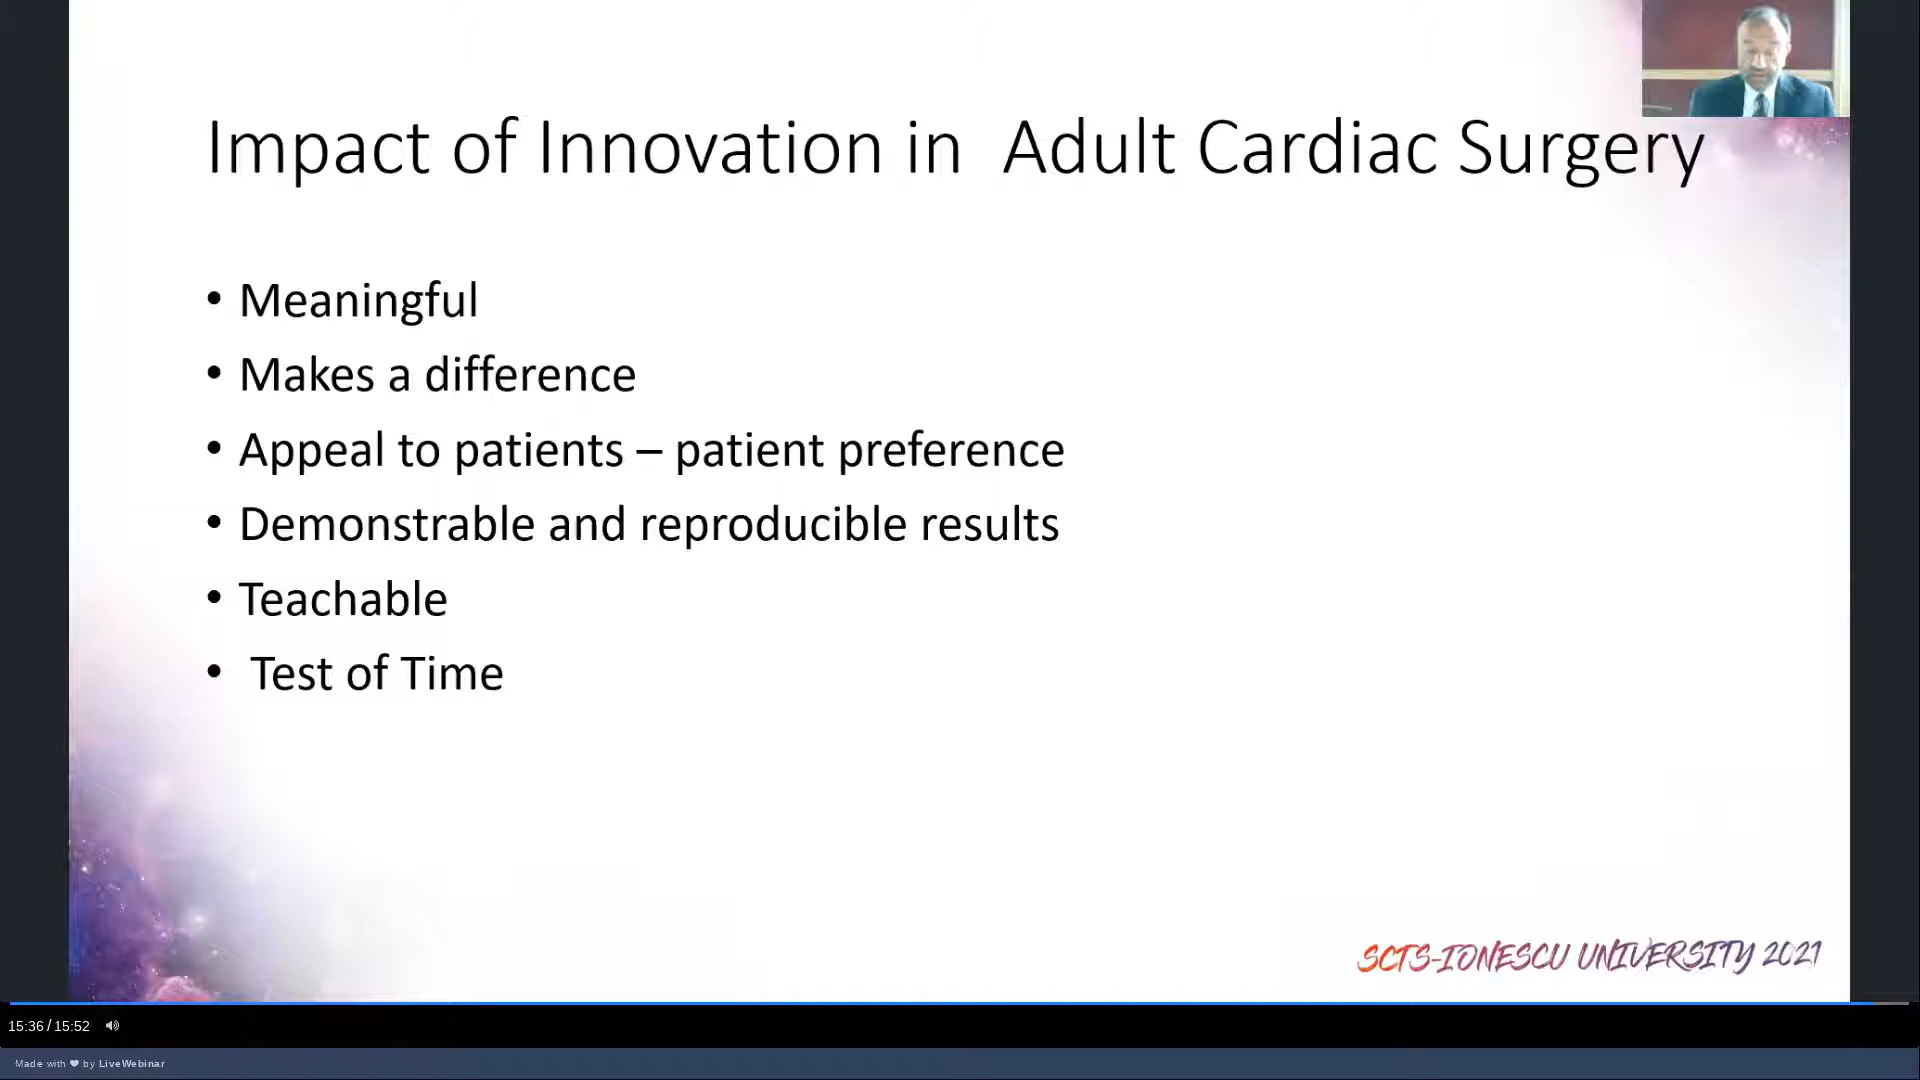 Impact of Innovation in  Adult Cardiac Surgery
• Meaningful
• Makes a difference
• Appeal to patients – patient preference
• Demonstrable and reproducible results
• Teachable
•  Test of Time
SCTS-IONESCU UNIVERSITY 2021
15:36 / 15:52
Made with ❤ by LiveWebinar